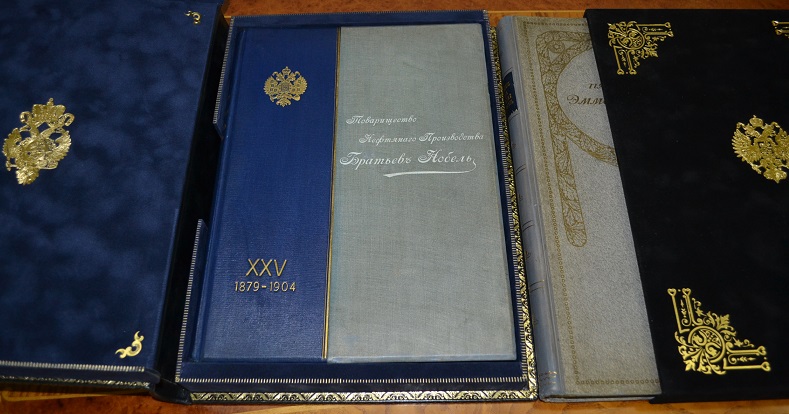 Товарищество
Нефтяного Производства
Братьевъ Нобель
XXV
1879-1904